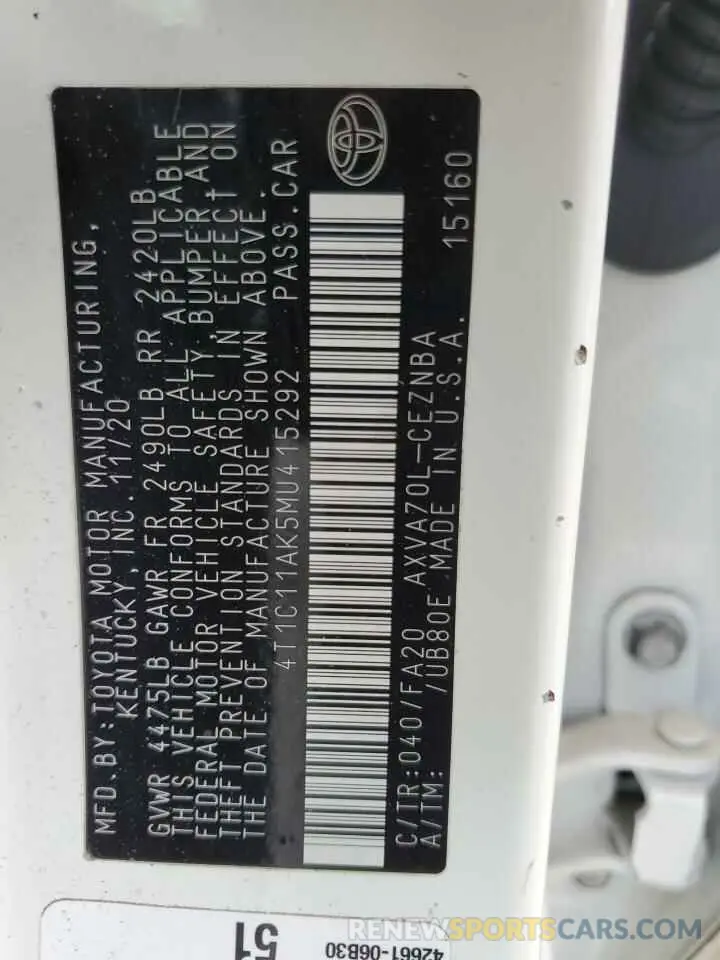 MFD.BY:TOYOTA MOTOR MANUFACTURING,
KENTUCKY,INC. 11/20
GVWR 4475LB GAWR FR 2490LB RR 2420LB
THIS VEHICLE CONFORMS TO ALL APPLICABLE
FEDERAL MOTOR VEHICLE SAFETY, BUMPER AND
THEFT PREVENTION STANDARDS IN EFFECT ON
THE DATE OF MANUFACTURE SHOWN ABOVE.
4T1C11AK5MU415292 PASS.CAR
C/TR:040/FA20 AXVA70L-CEZNBA
A/TM: /UB80E MADE IN U.S.A. 15160
51
42661-06B30
RENEWSPORTSCARS.COM